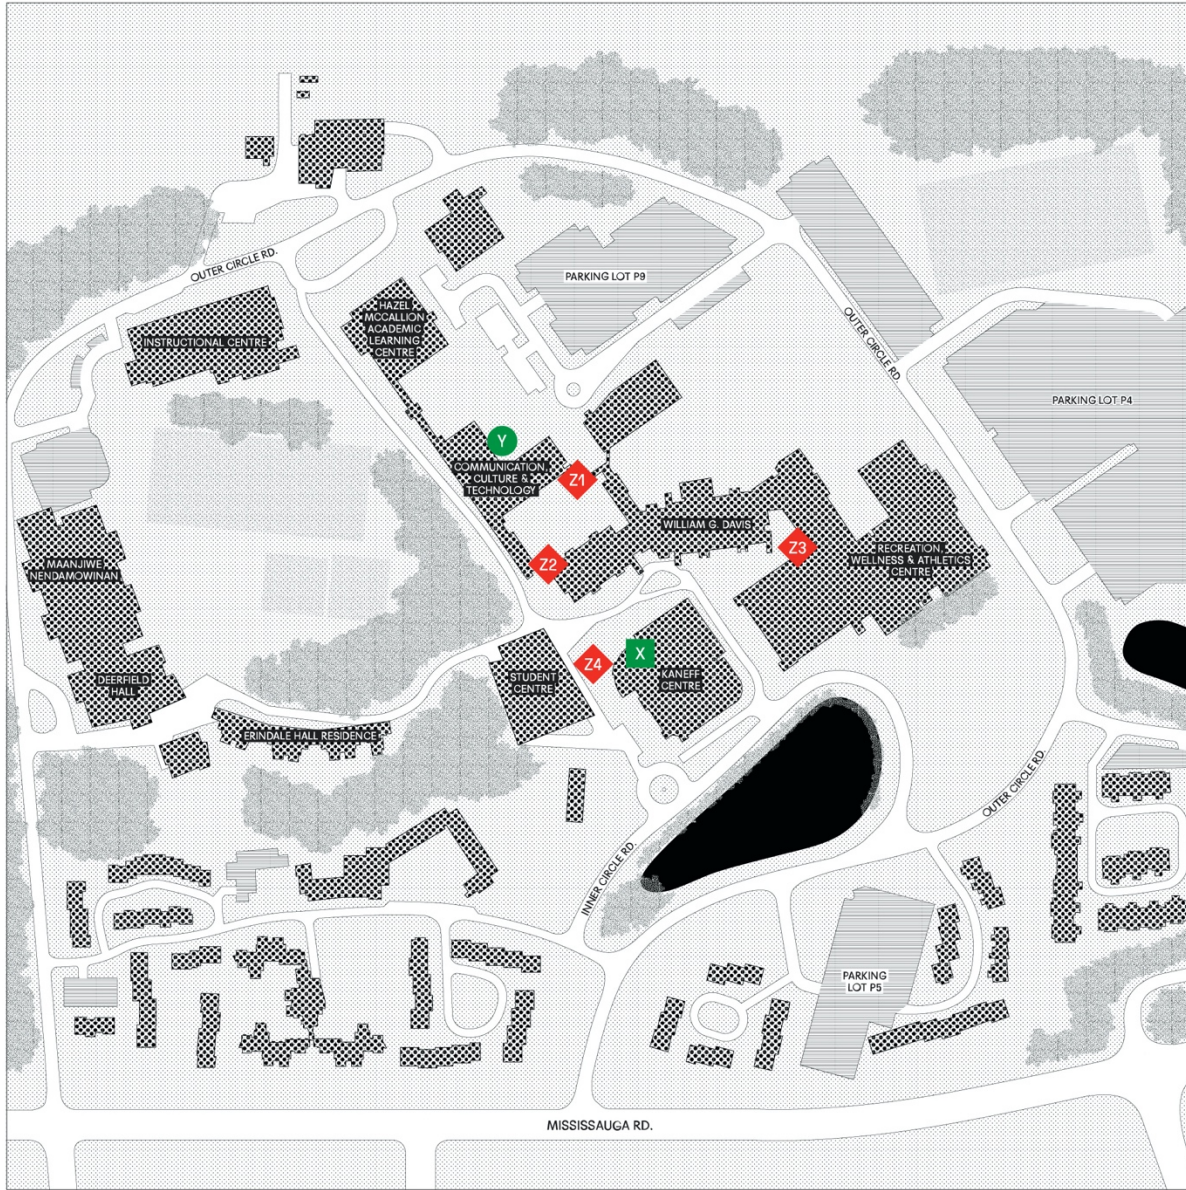 OUTER CIRCLE RD.
PARKING LOT P9
HAZEL
MCCALLION
ACADEMIC
LEARNING
CENTRE
INSTRUCTIONAL CENTRE
OUTER CIRCLE RD.
PARKING LOT P4
Y
COMMUNICATION,
CULTURE &
TECHNOLOGY
Z1
WILLIAM G. DAVIS
Z2
Z3
RECREATION,
WELLNESS & ATHLETICS
CENTRE
MAANJIWE
NENDAMOWINAN
Z4
X
DEERFIELD
HALL
STUDENT
CENTRE
KANEFF
CENTRE
ERINDALE HALL RESIDENCE
OUTER CIRCLE RD.
INNER CIRCLE RD.
PARKING
LOT P5
MISSISSAUGA RD.